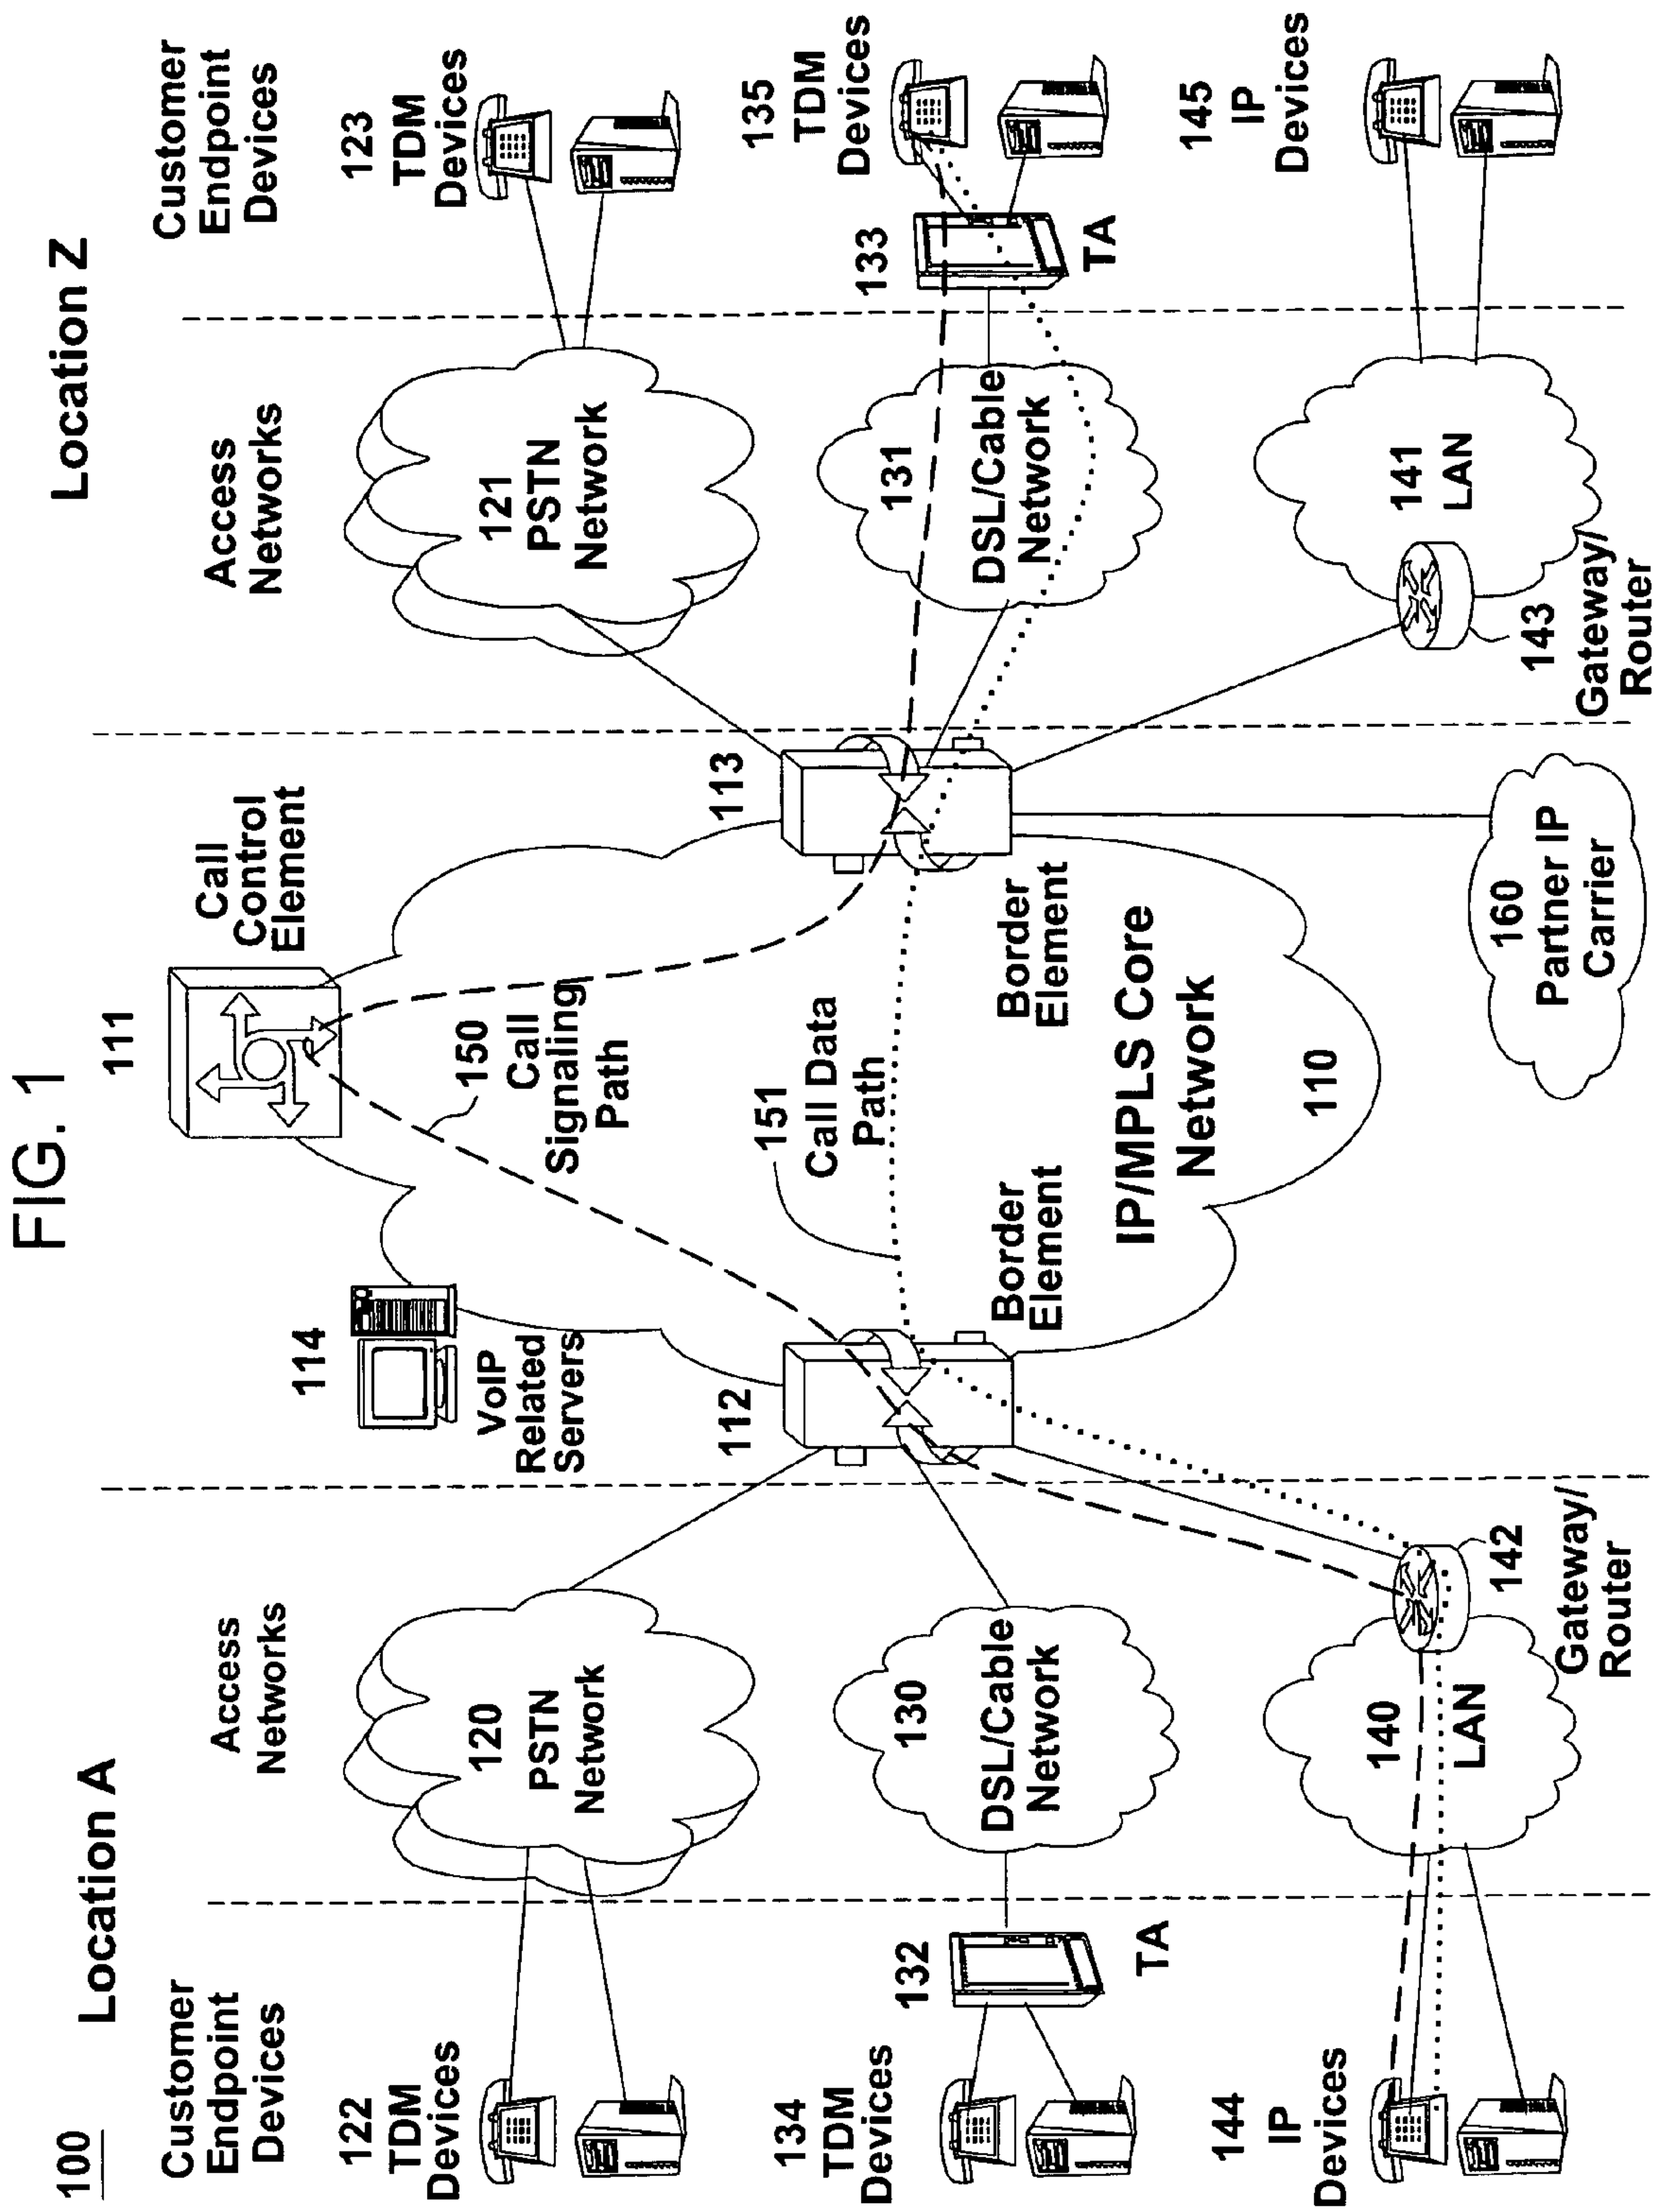 FIG. 1
100
Location A
Location Z
Customer
Endpoint
Devices
Access
Networks
111
Call
Control
Element
Access
Networks
Customer
Endpoint
Devices
122
TDM
Devices
120
PSTN
Network
114
VoIP
Related
Servers
150
Call
Signaling
Path
121
PSTN
Network
123
TDM
Devices
134
TDM
Devices
132
TA
130
DSL/Cable
Network
112
Border
Element
151
Call Data
Path
113
Border
Element
131
DSL/Cable
Network
133
TA
135
TDM
Devices
IP/MPLS Core
Network
110
144
IP
Devices
140
LAN
142
Gateway/
Router
160
Partner IP
Carrier
143
Gateway/
Router
141
LAN
145
IP
Devices